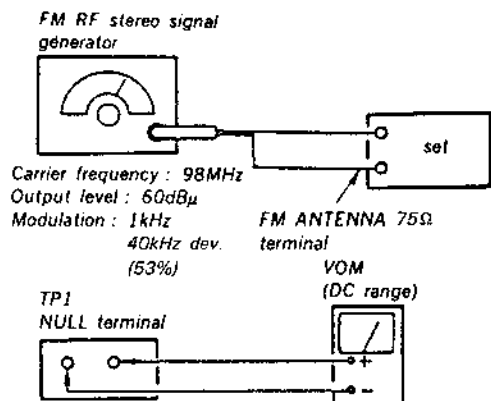 FM RF stereo signal
generator
set
Carrier frequency : 98MHz
Output level : 60dBμ
Modulation : 1kHz
40kHz dev.
(53%)
FM ANTENNA 75Ω
terminal
TP1
NULL terminal
VOM
(DC range)
+
−